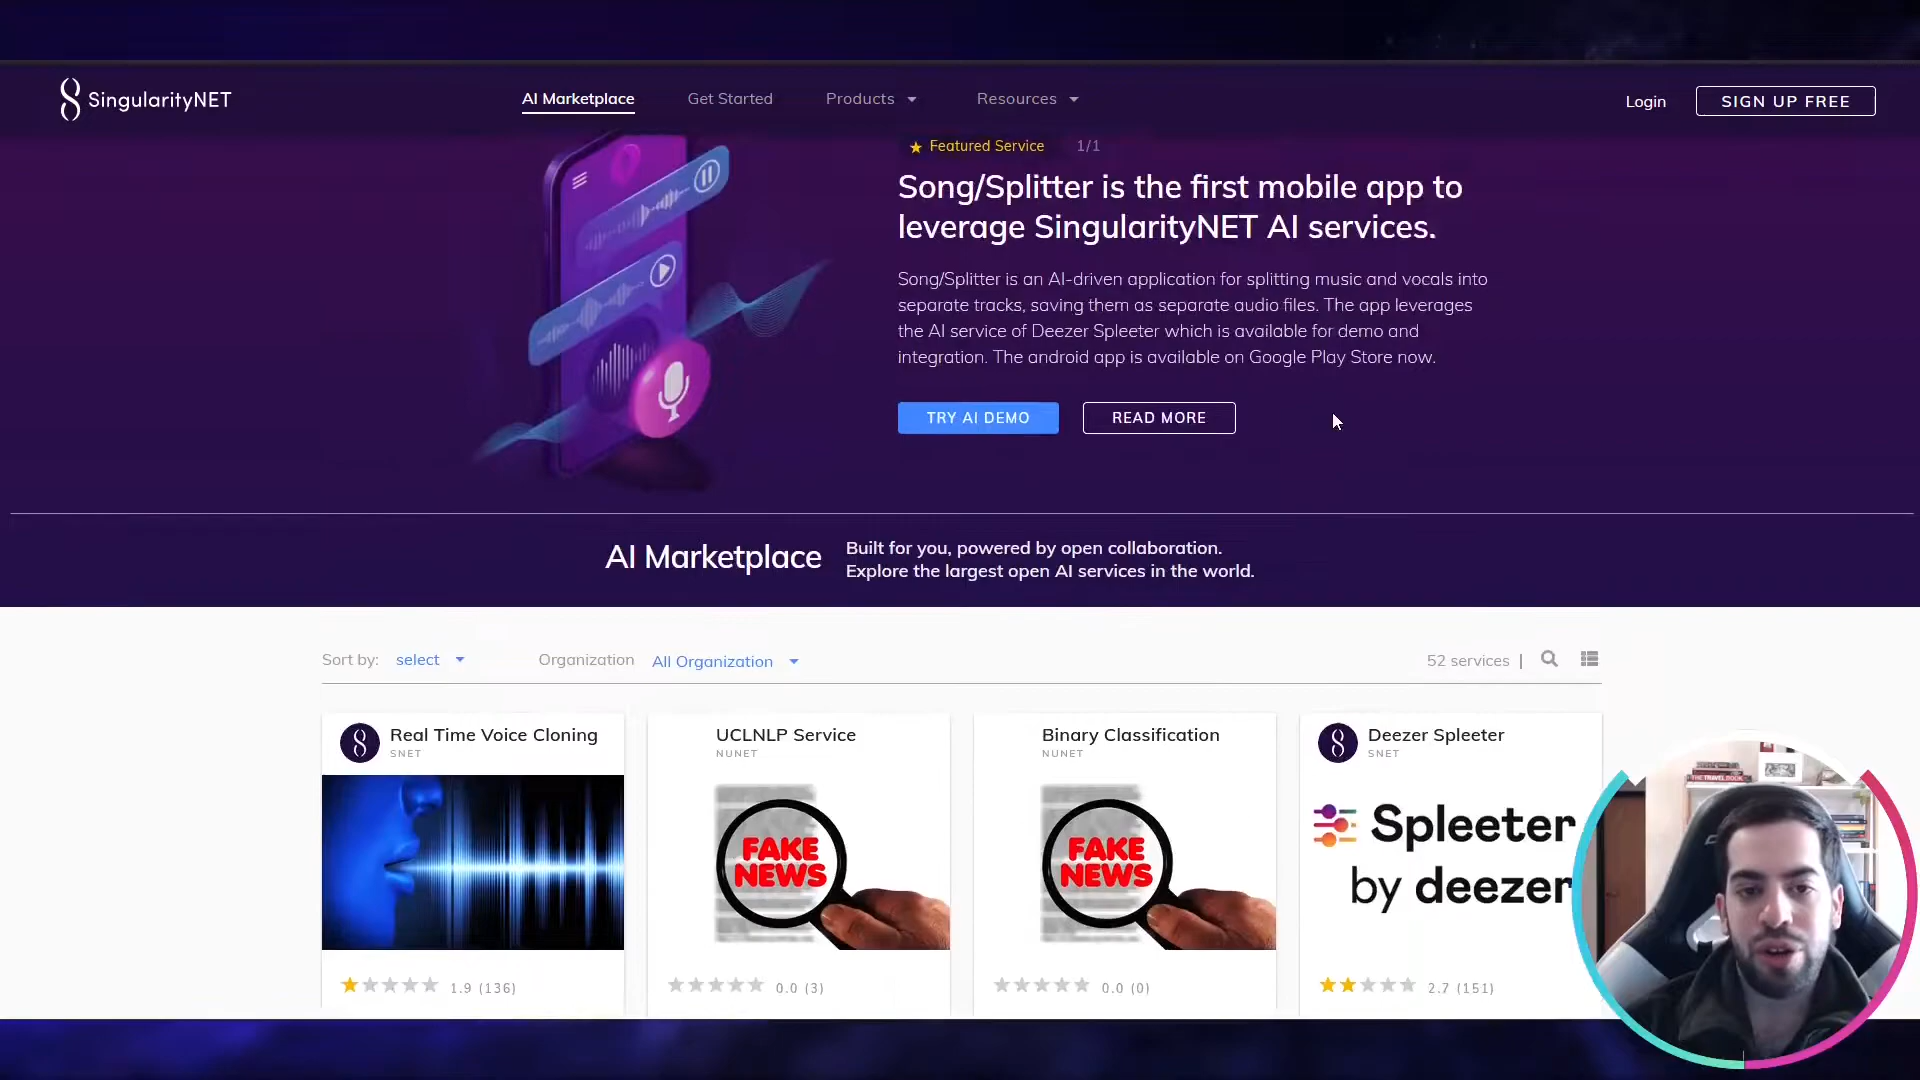 SingularityNET
AI Marketplace
Get Started
Products
Resources
Login
SIGN UP FREE
Featured Service 1/1
Song/Splitter is the first mobile app to
leverage SingularityNET AI services.
Song/Splitter is an AI-driven application for splitting music and vocals into
separate tracks, saving them as separate audio files. The app leverages
the AI service of Deezer Spleeter which is available for demo and
integration. The android app is available on Google Play Store now.
TRY AI DEMO
READ MORE
AI Marketplace
Built for you, powered by open collaboration.
Explore the largest open AI services in the world.
Sort by: select
Organization All Organization
52 services |
Real Time Voice Cloning
SNET
1.9 (136)
UCLNLP Service
NUNET
FAKE
NEWS
0.0 (3)
Binary Classification
NUNET
FAKE
NEWS
0.0 (0)
Deezer Spleeter
SNET
Spleeter
by deezer
2.7 (151)
THE TRAVEL BOOK